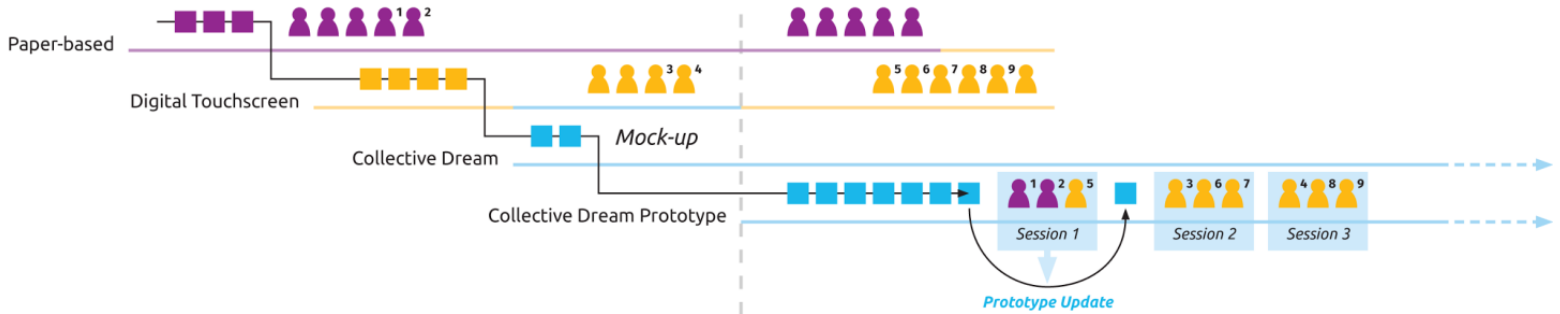 1 2
Paper-based
3 4 5 6 7 8 9
Digital Touchscreen
Mock-up
Collective Dream
1 2 5 3 6 7 4 8 9
Collective Dream Prototype
Session 1 Session 2 Session 3
Prototype Update